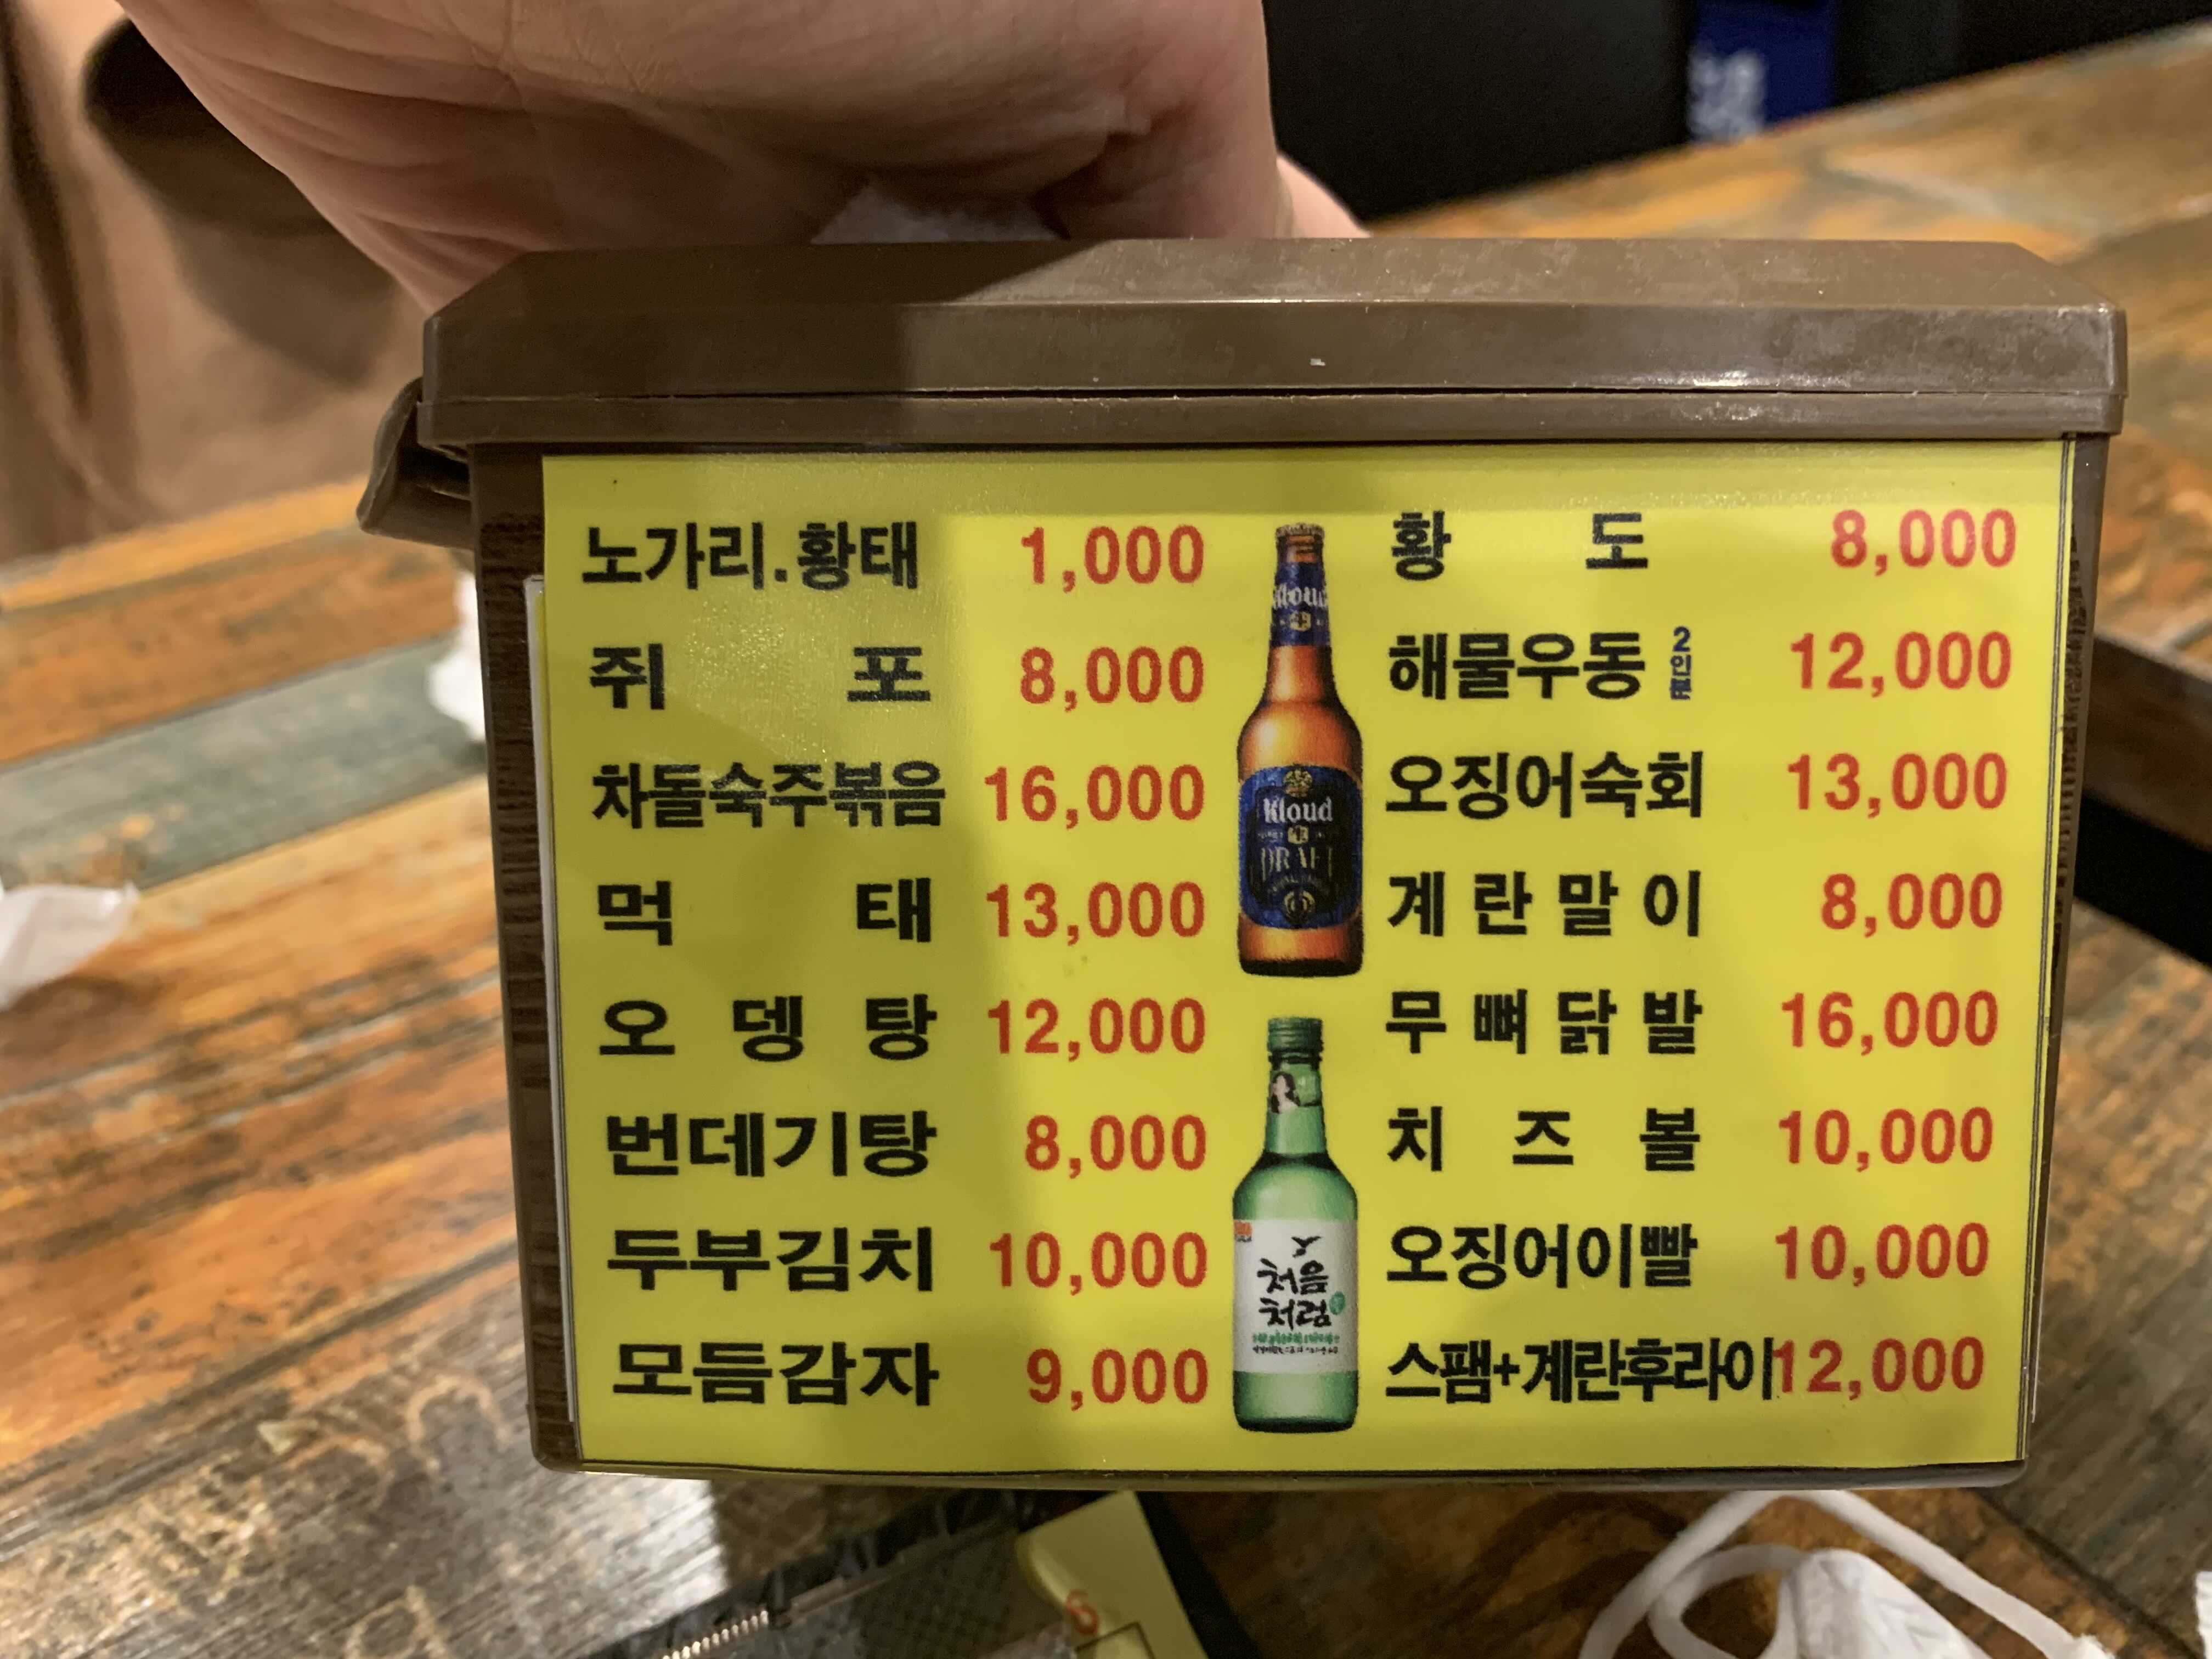 노가리.황태 1,000
쥐 포 8,000
차돌숙주볶음 16,000
먹 태 13,000
오 뎅 탕 12,000
번데기탕 8,000
두부김치 10,000
모듬감자 9,000
Kloud
Kloud
DRAFT
처음
처럼
황 도 8,000
해물우동 2인분 12,000
오징어숙회 13,000
계 란 말 이 8,000
무 뼈 닭 발 16,000
치 즈 볼 10,000
오징어이빨 10,000
스팸+계란후라이 12,000
6